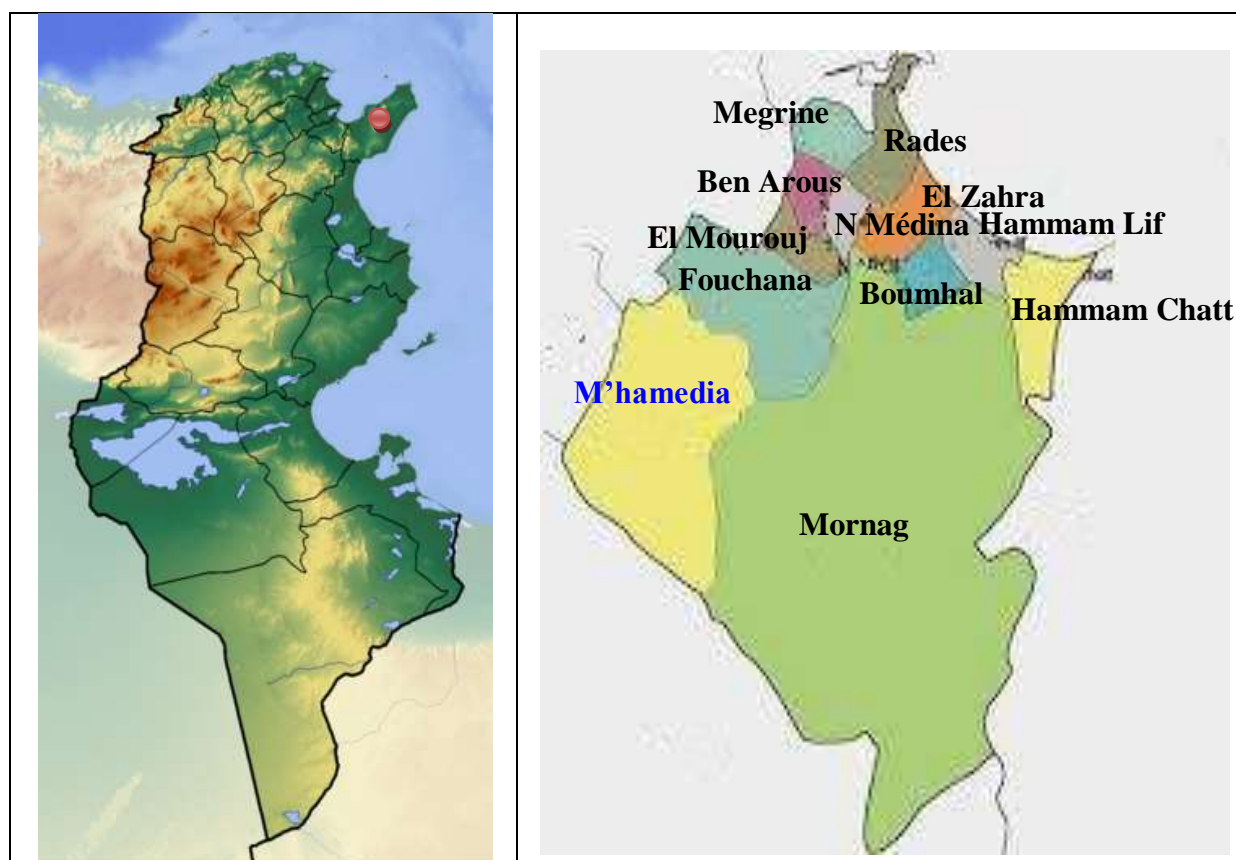 Megrine
Rades
Ben Arous
El Zahra
N Médina Hammam Lif
El Mourouj
Fouchana
Boumhal
Hammam Chatt
M’hamedia
Mornag